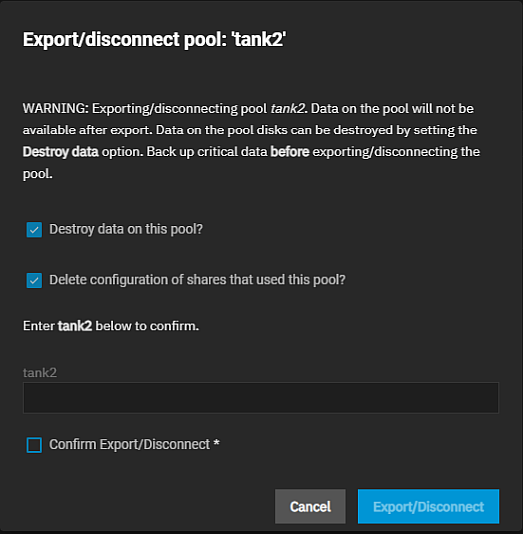 Export/disconnect pool: 'tank2'
WARNING: Exporting/disconnecting pool tank2. Data on the pool will not be
available after export. Data on the pool disks can be destroyed by setting the
Destroy data option. Back up critical data before exporting/disconnecting the
pool.
Destroy data on this pool?
Delete configuration of shares that used this pool?
Enter tank2 below to confirm.
tank2
Confirm Export/Disconnect *
Cancel
Export/Disconnect